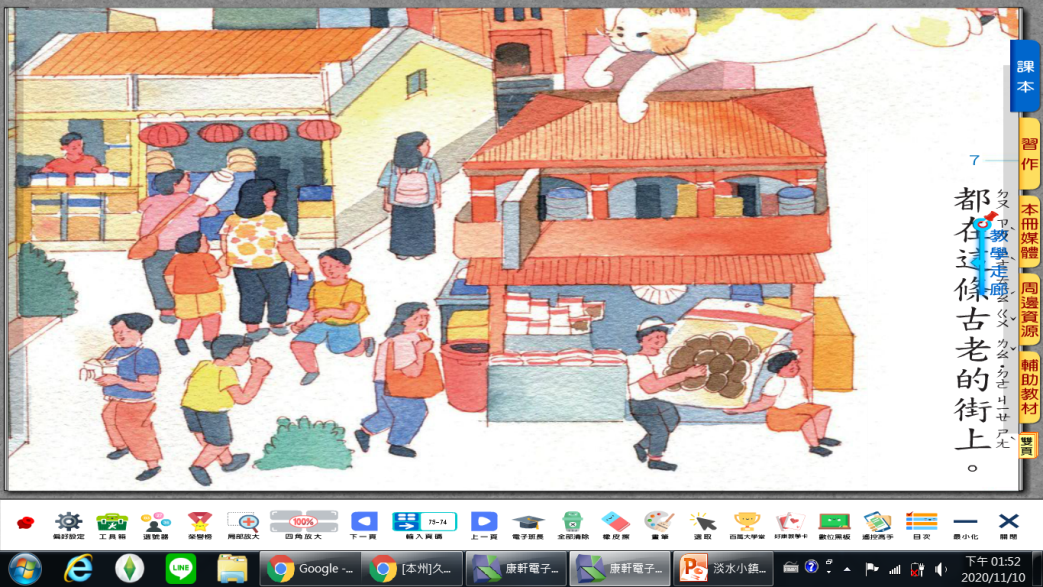 7
都在這條古老的街上。
教學走廊
課本
習作
本冊媒體
周邊資源
輔助教材
雙頁
偏好設定
工具箱
選號器
榮譽榜
局部放大
100%
四角放大
下一頁
75-74
輸入頁碼
上一頁
電子班長
全部清除
橡皮擦
畫筆
選取
百萬大學堂
好康教學卡
數位黑板
遙控高手
目次
最小化
關閉
LINE
Google -...
[本州]久...
康軒電子...
康軒電子...
淡水小鎮...
下午 01:52
2020/11/10